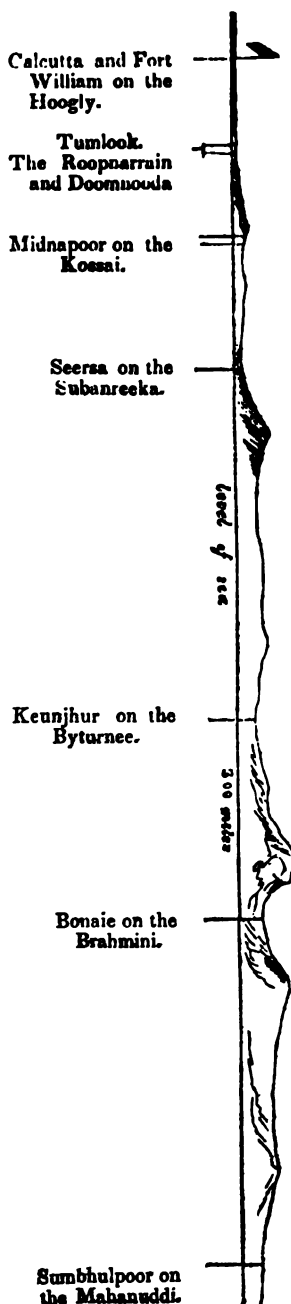 Calcutta and Fort
William on the
Hoogly.
Tumlook.
The Roopnarruin
and Doomnooda
Midnapoor on the
Kossai.
Seersa on the
Subanreeka.
level of sea
Keunjhur on the
Byturnee.
300 miles
Bonaie on the
Brahmini.
Sumbhulpoor on
the Mahanuddi.